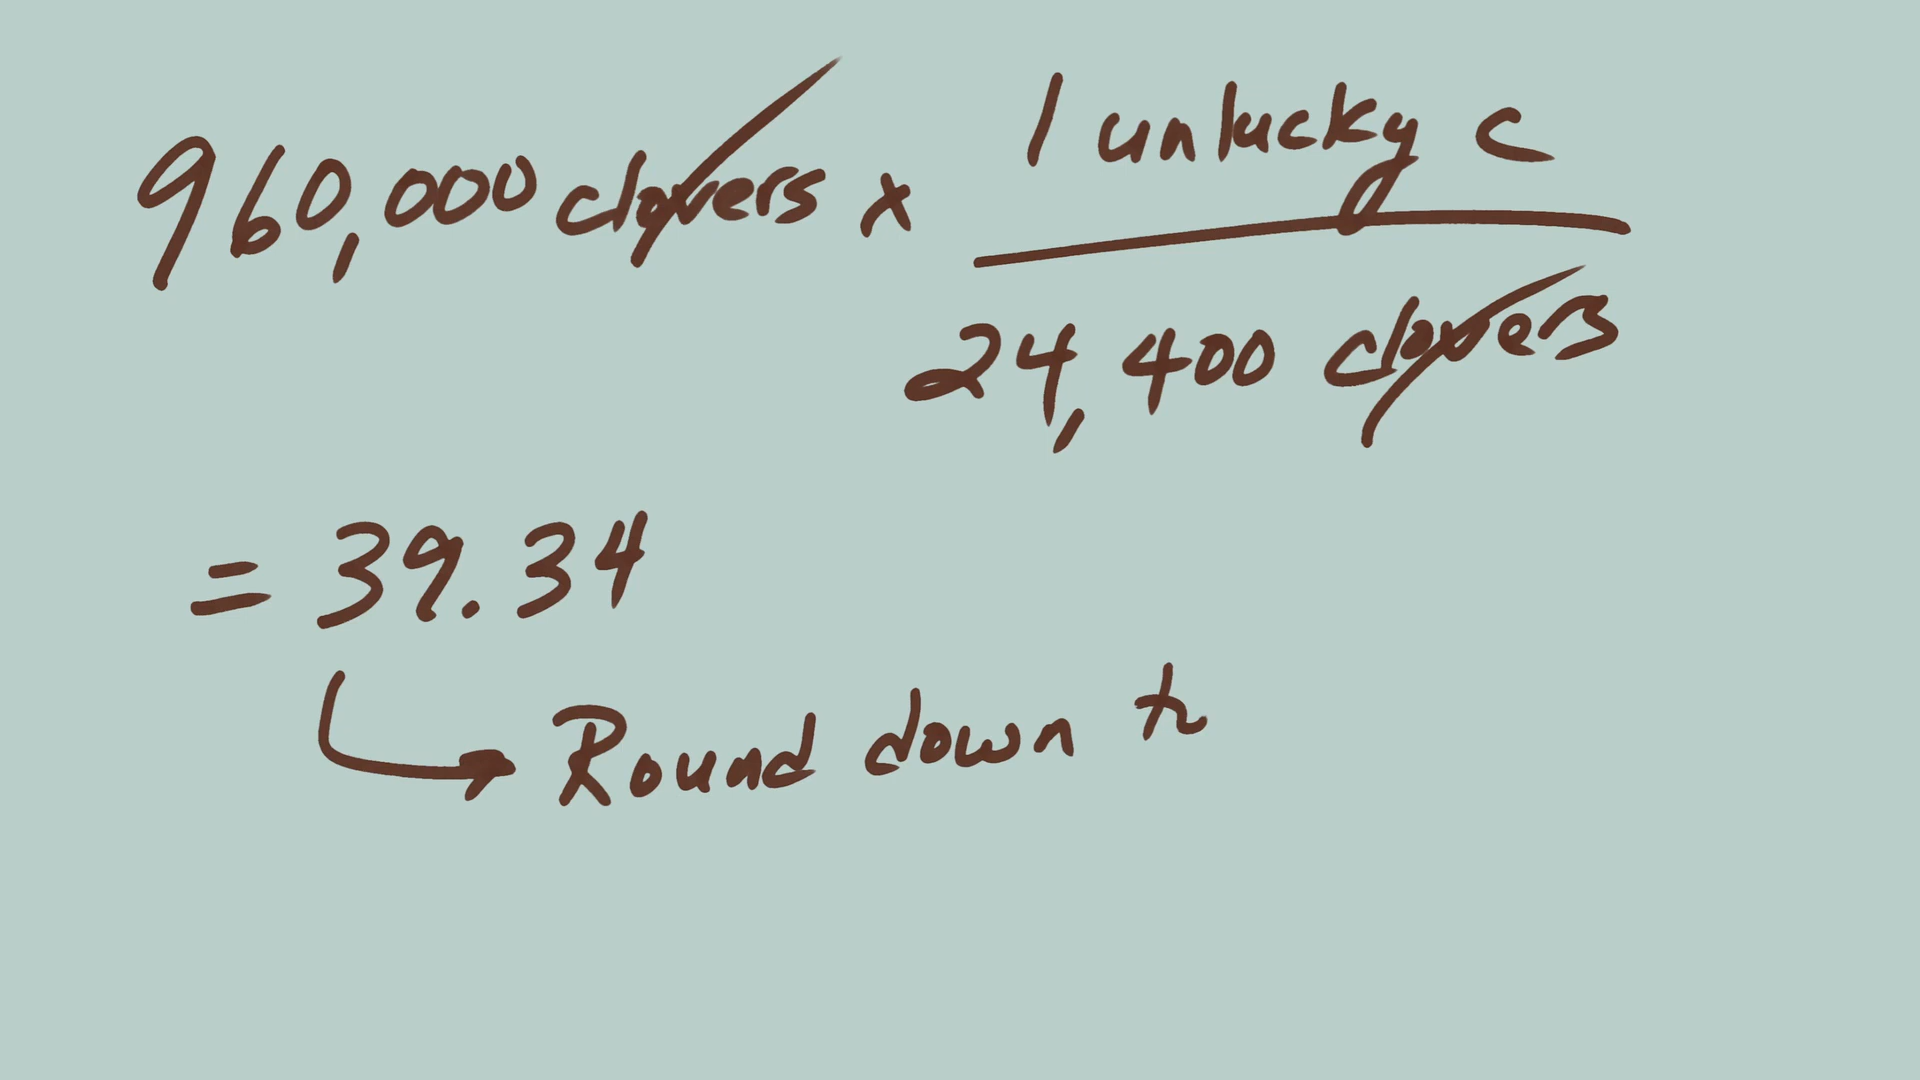 960,000 clovers x 1 unlucky c
24,400 clovers
= 39.34
Round down to